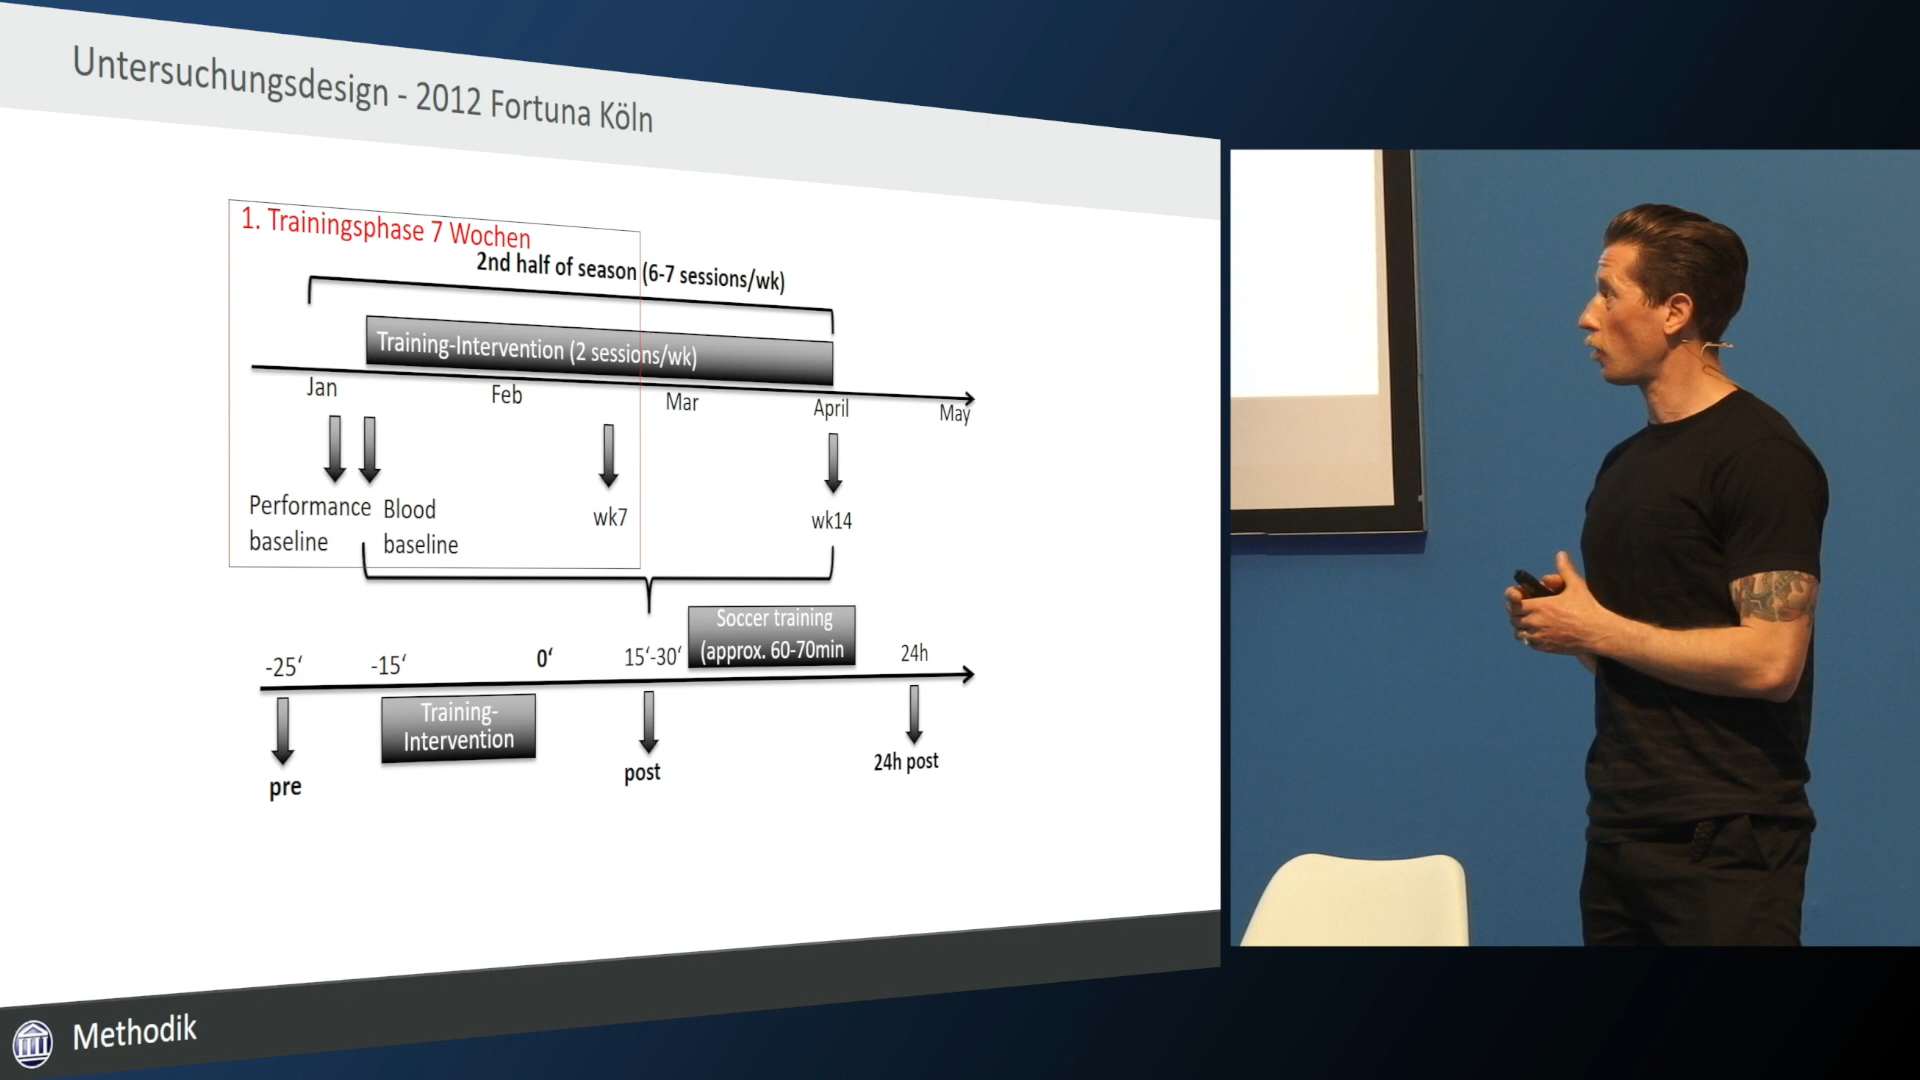 Untersuchungsdesign - 2012 Fortuna Köln
1. Trainingsphase 7 Wochen
2nd half of season (6-7 sessions/wk)
Training-Intervention (2 sessions/wk)
Jan
Feb
Mar
April
May
Performance
baseline
Blood
baseline
wk7
wk14
Soccer training
(approx. 60-70min
-25‘
-15‘
0‘
15‘-30‘
24h
Training-
Intervention
pre
post
24h post
Methodik